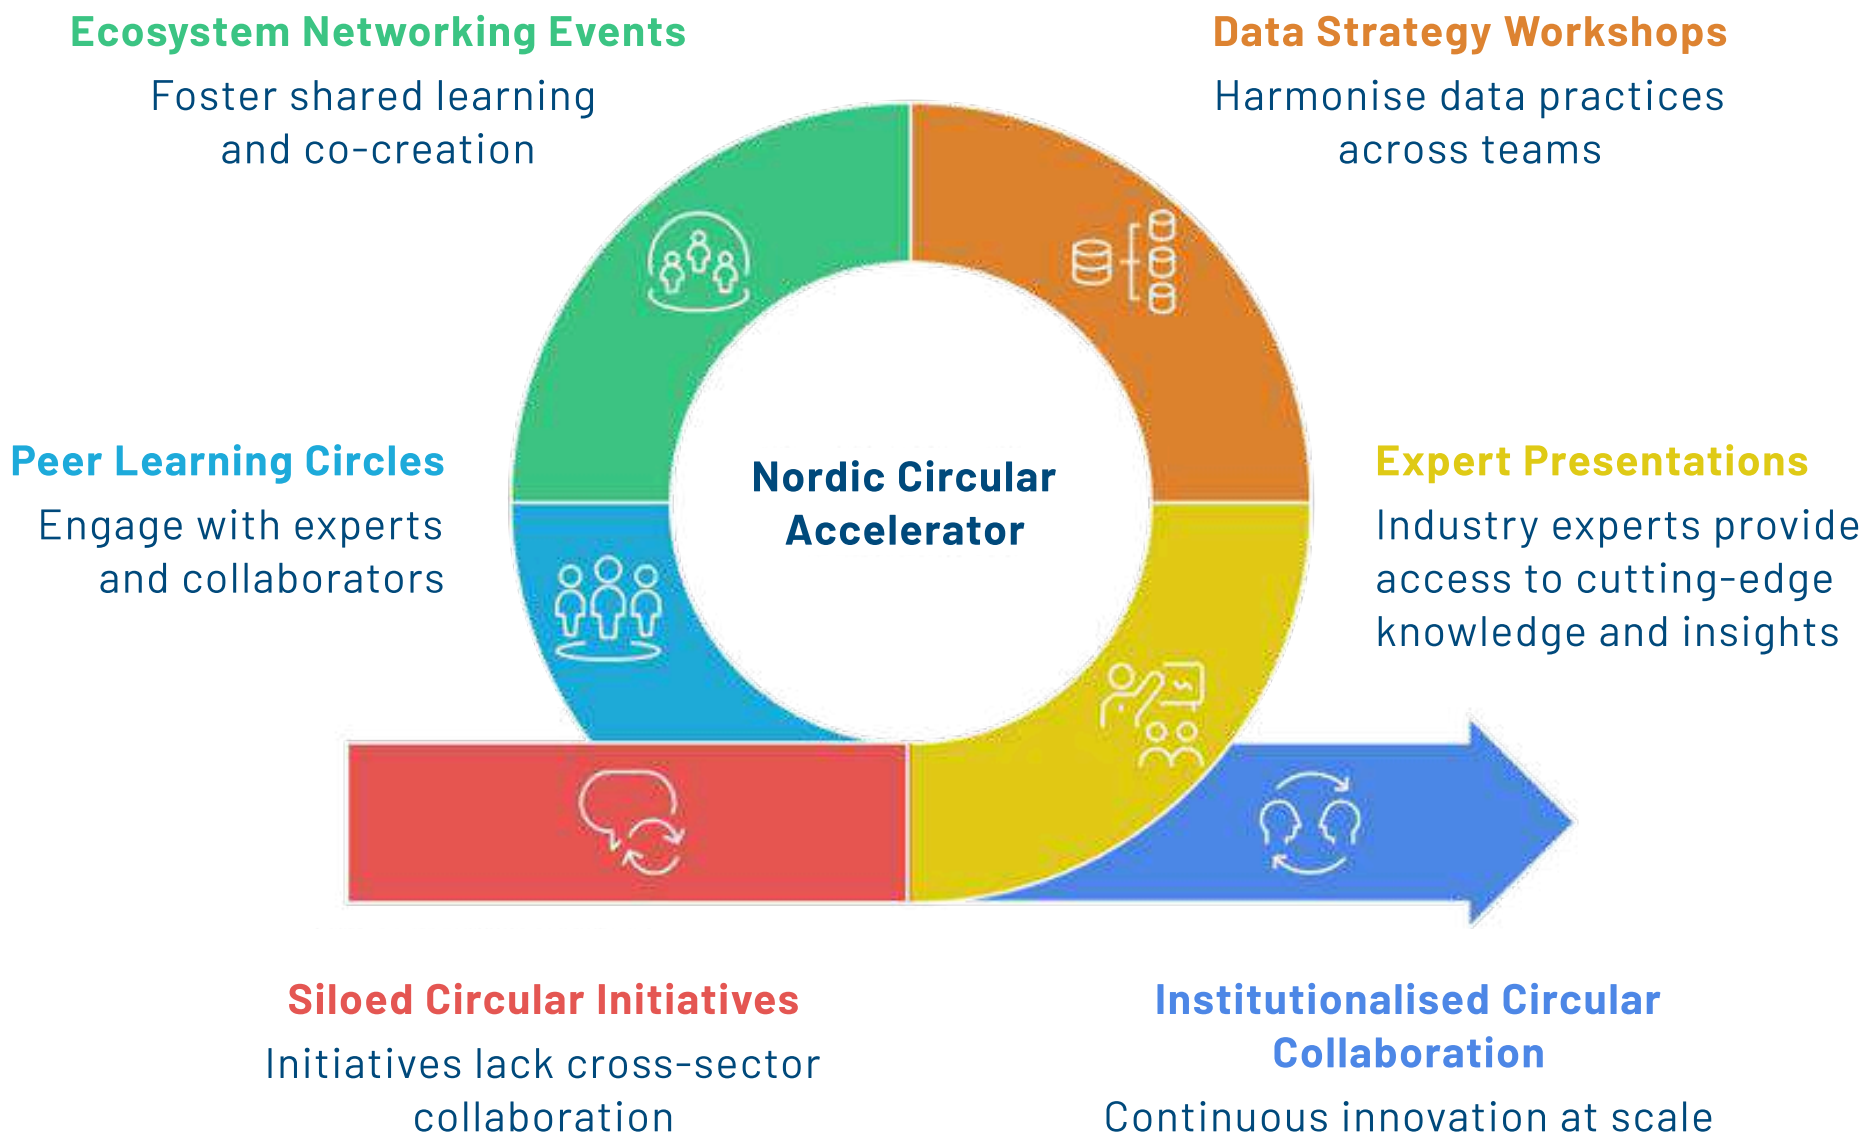 Ecosystem Networking Events
Foster shared learning
and co-creation
Data Strategy Workshops
Harmonise data practices
across teams
Peer Learning Circles
Engage with experts
and collaborators
Nordic Circular
Accelerator
Expert Presentations
Industry experts provide
access to cutting-edge
knowledge and insights
Siloed Circular Initiatives
Initiatives lack cross-sector
collaboration
Institutionalised Circular
Collaboration
Continuous innovation at scale